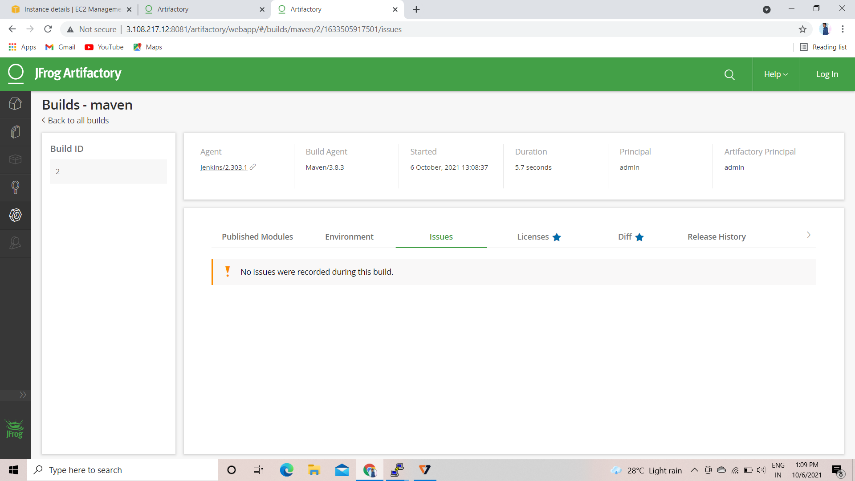 Instance details | EC2 Manageme
Artifactory
Artifactory
Not secure | 3.108.217.12:8081/artifactory/webapp/#/builds/maven/2/1633505917501/issues
Apps
Gmail
YouTube
Maps
Reading list
JFrog Artifactory
Help
Log In
Builds - maven
< Back to all builds
Build ID
2
Agent
Jenkins/2.303.1
Build Agent
Maven/3.8.3
Started
6 October, 2021 13:08:37
Duration
5.7 seconds
Principal
admin
Artifactory Principal
admin
Published Modules
Environment
Issues
Licenses
Diff
Release History
No issues were recorded during this build.
JFrog
Type here to search
28°C Light rain
ENG
IN
1:09 PM
10/6/2021